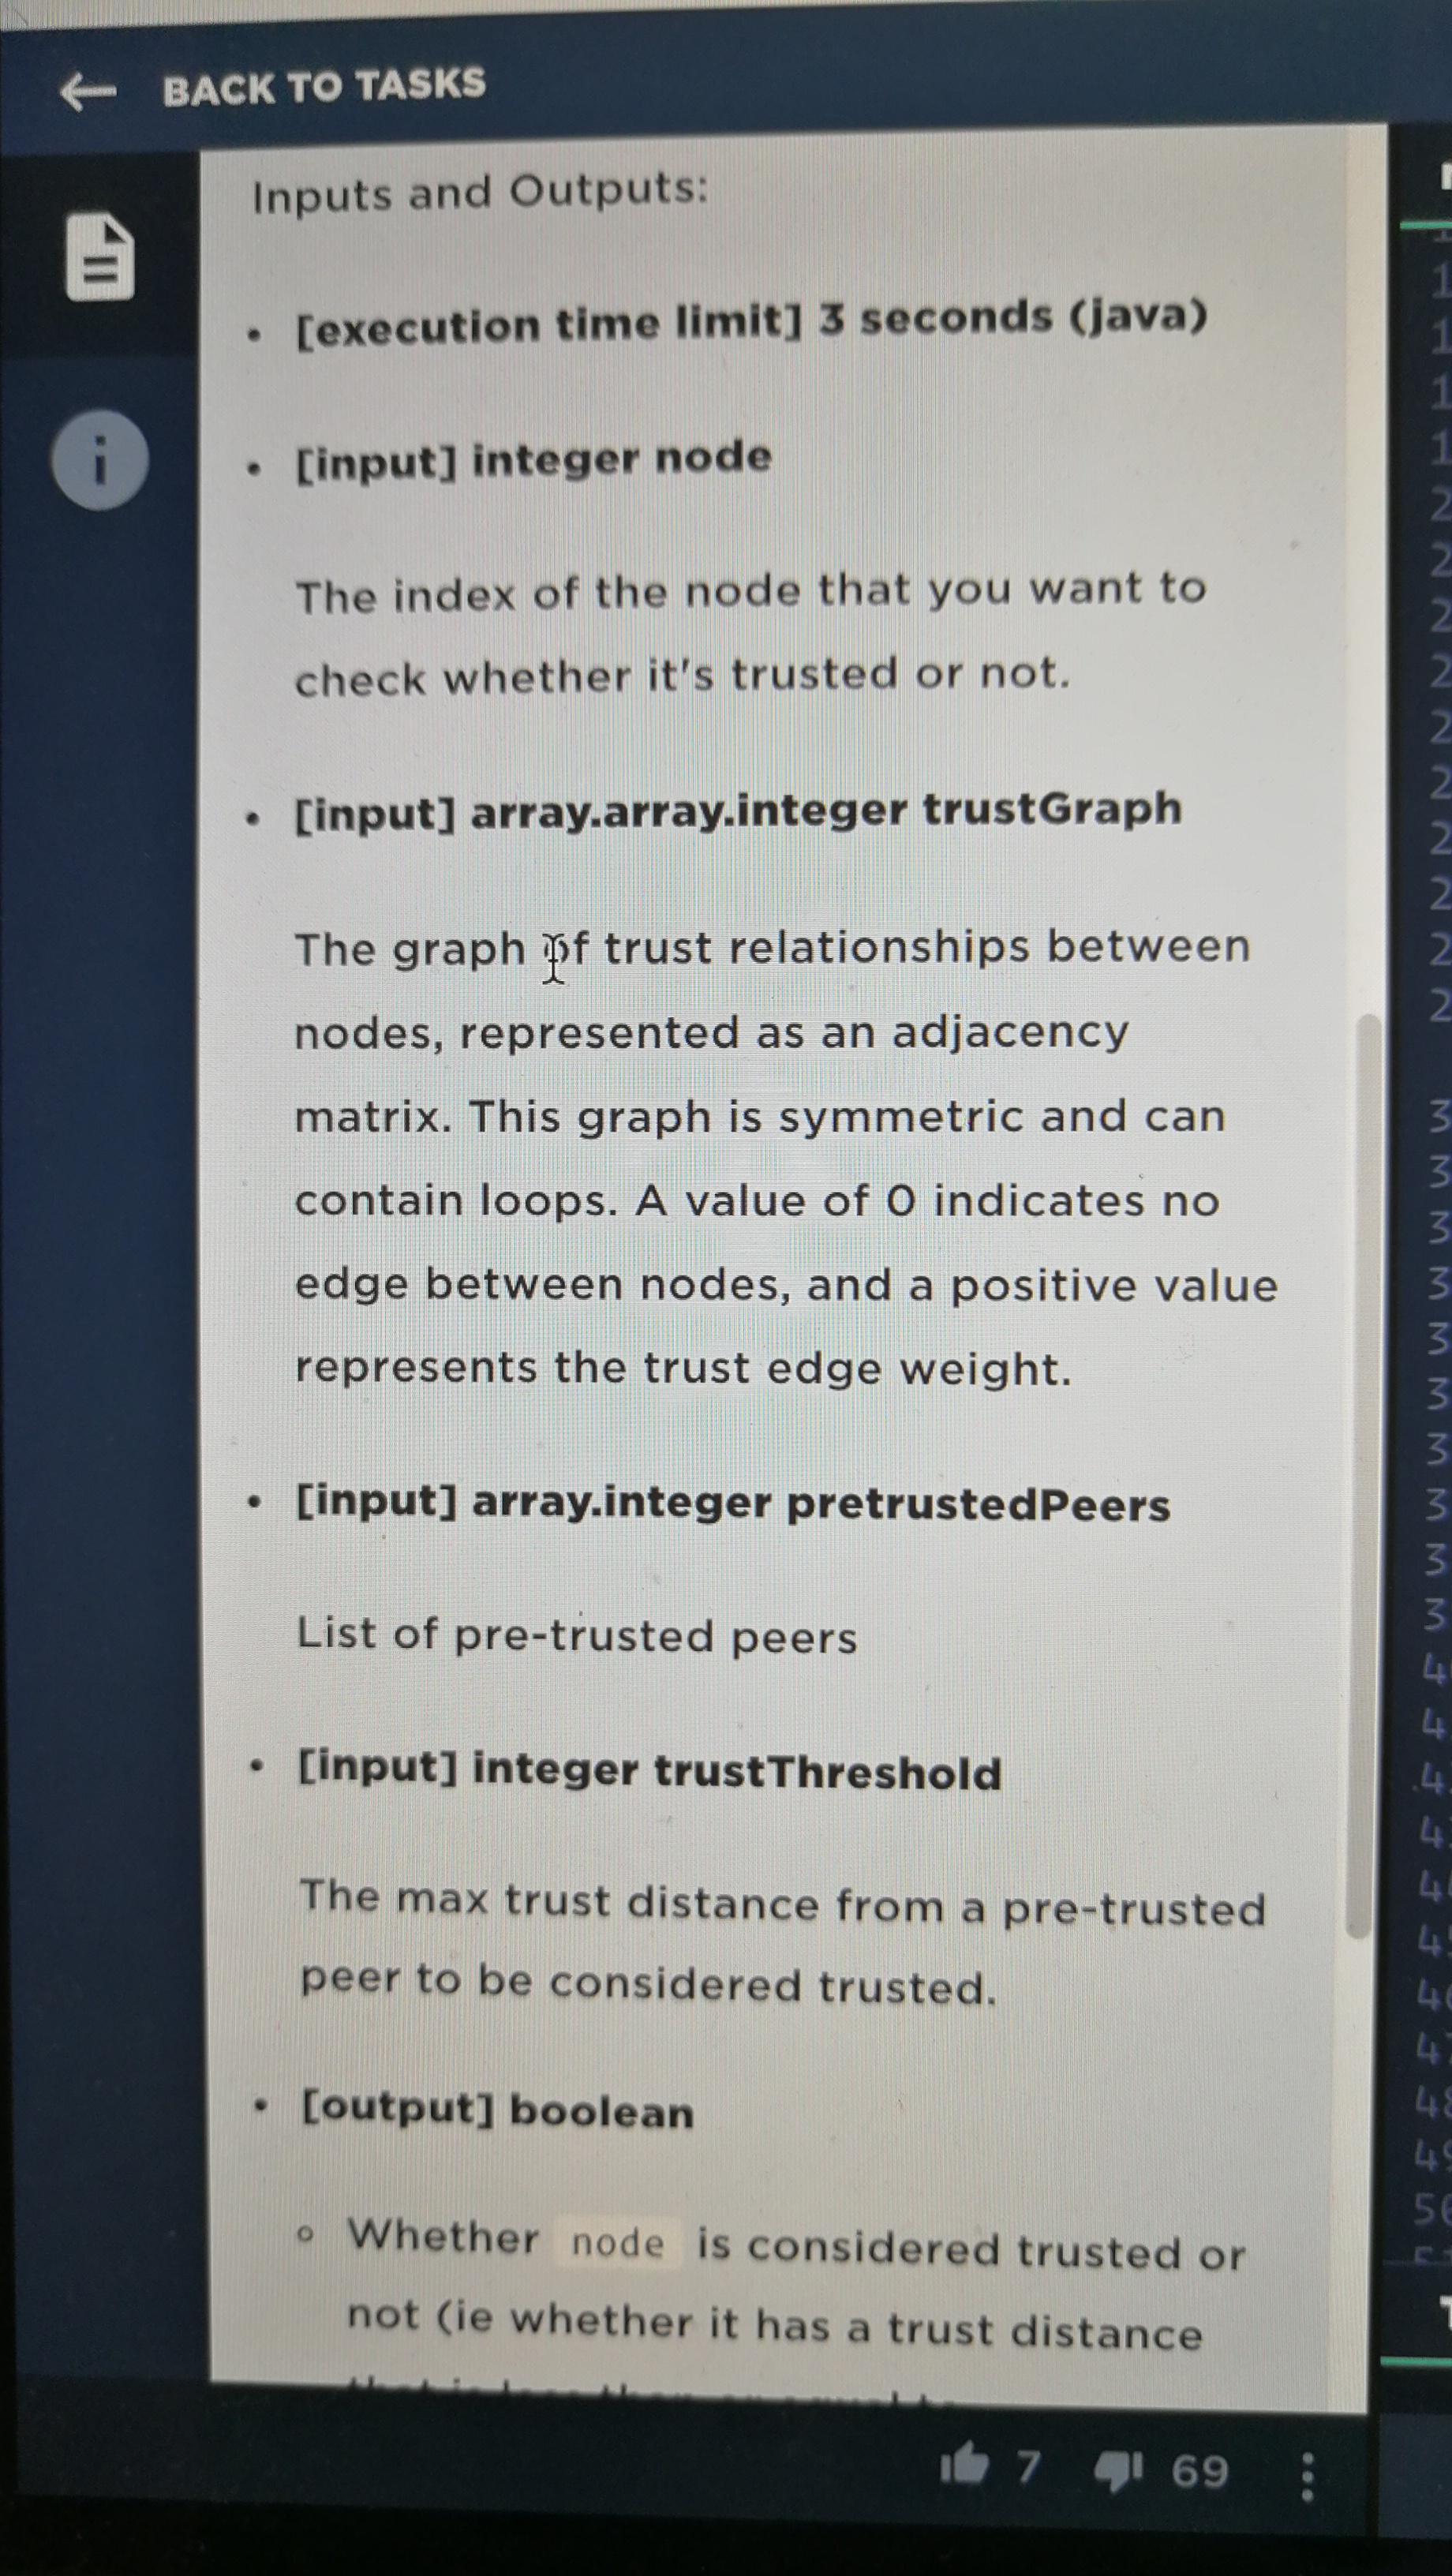 BACK TO TASKS
Inputs and Outputs:
• [execution time limit] 3 seconds (java)
• [input] integer node
The index of the node that you want to
check whether it's trusted or not.
• [input] array.array.integer trustGraph
The graph of trust relationships between
nodes, represented as an adjacency
matrix. This graph is symmetric and can
contain loops. A value of 0 indicates no
edge between nodes, and a positive value
represents the trust edge weight.
• [input] array.integer pretrustedPeers
List of pre-trusted peers
• [input] integer trustThreshold
The max trust distance from a pre-trusted
peer to be considered trusted.
• [output] boolean
○ Whether node is considered trusted or
not (ie whether it has a trust distance
7 69